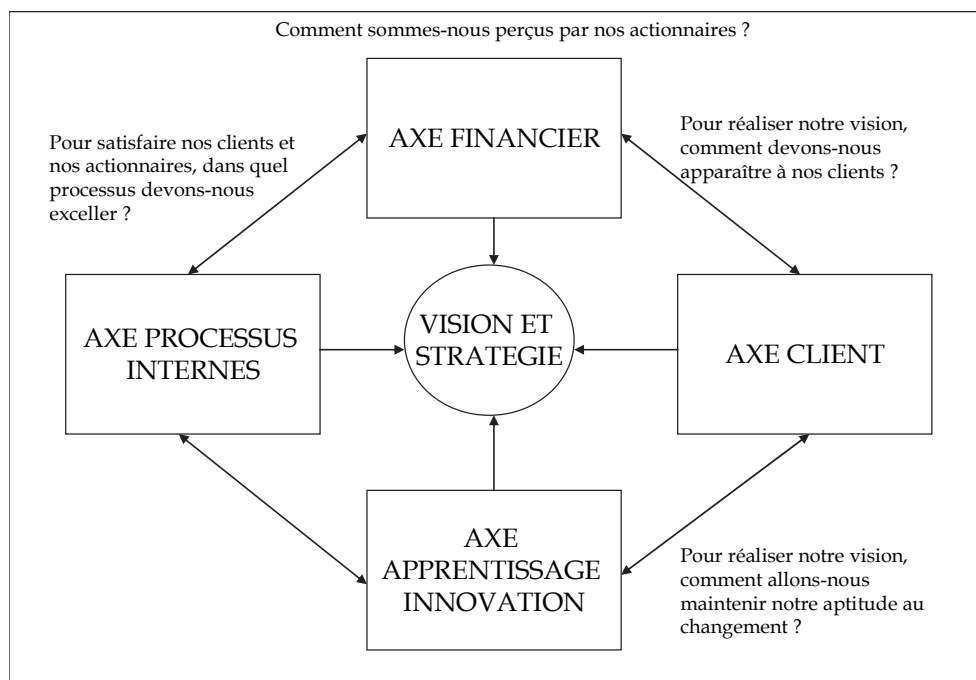 Comment sommes-nous perçus par nos actionnaires ?
AXE FINANCIER
Pour satisfaire nos clients et
nos actionnaires, dans quel
processus devons-nous
exceller ?
Pour réaliser notre vision,
comment devons-nous
apparaître à nos clients ?
AXE PROCESSUS
INTERNES
VISION ET
STRATEGIE
AXE CLIENT
AXE
APPRENTISSAGE
INNOVATION
Pour réaliser notre vision,
comment allons-nous
maintenir notre aptitude au
changement ?